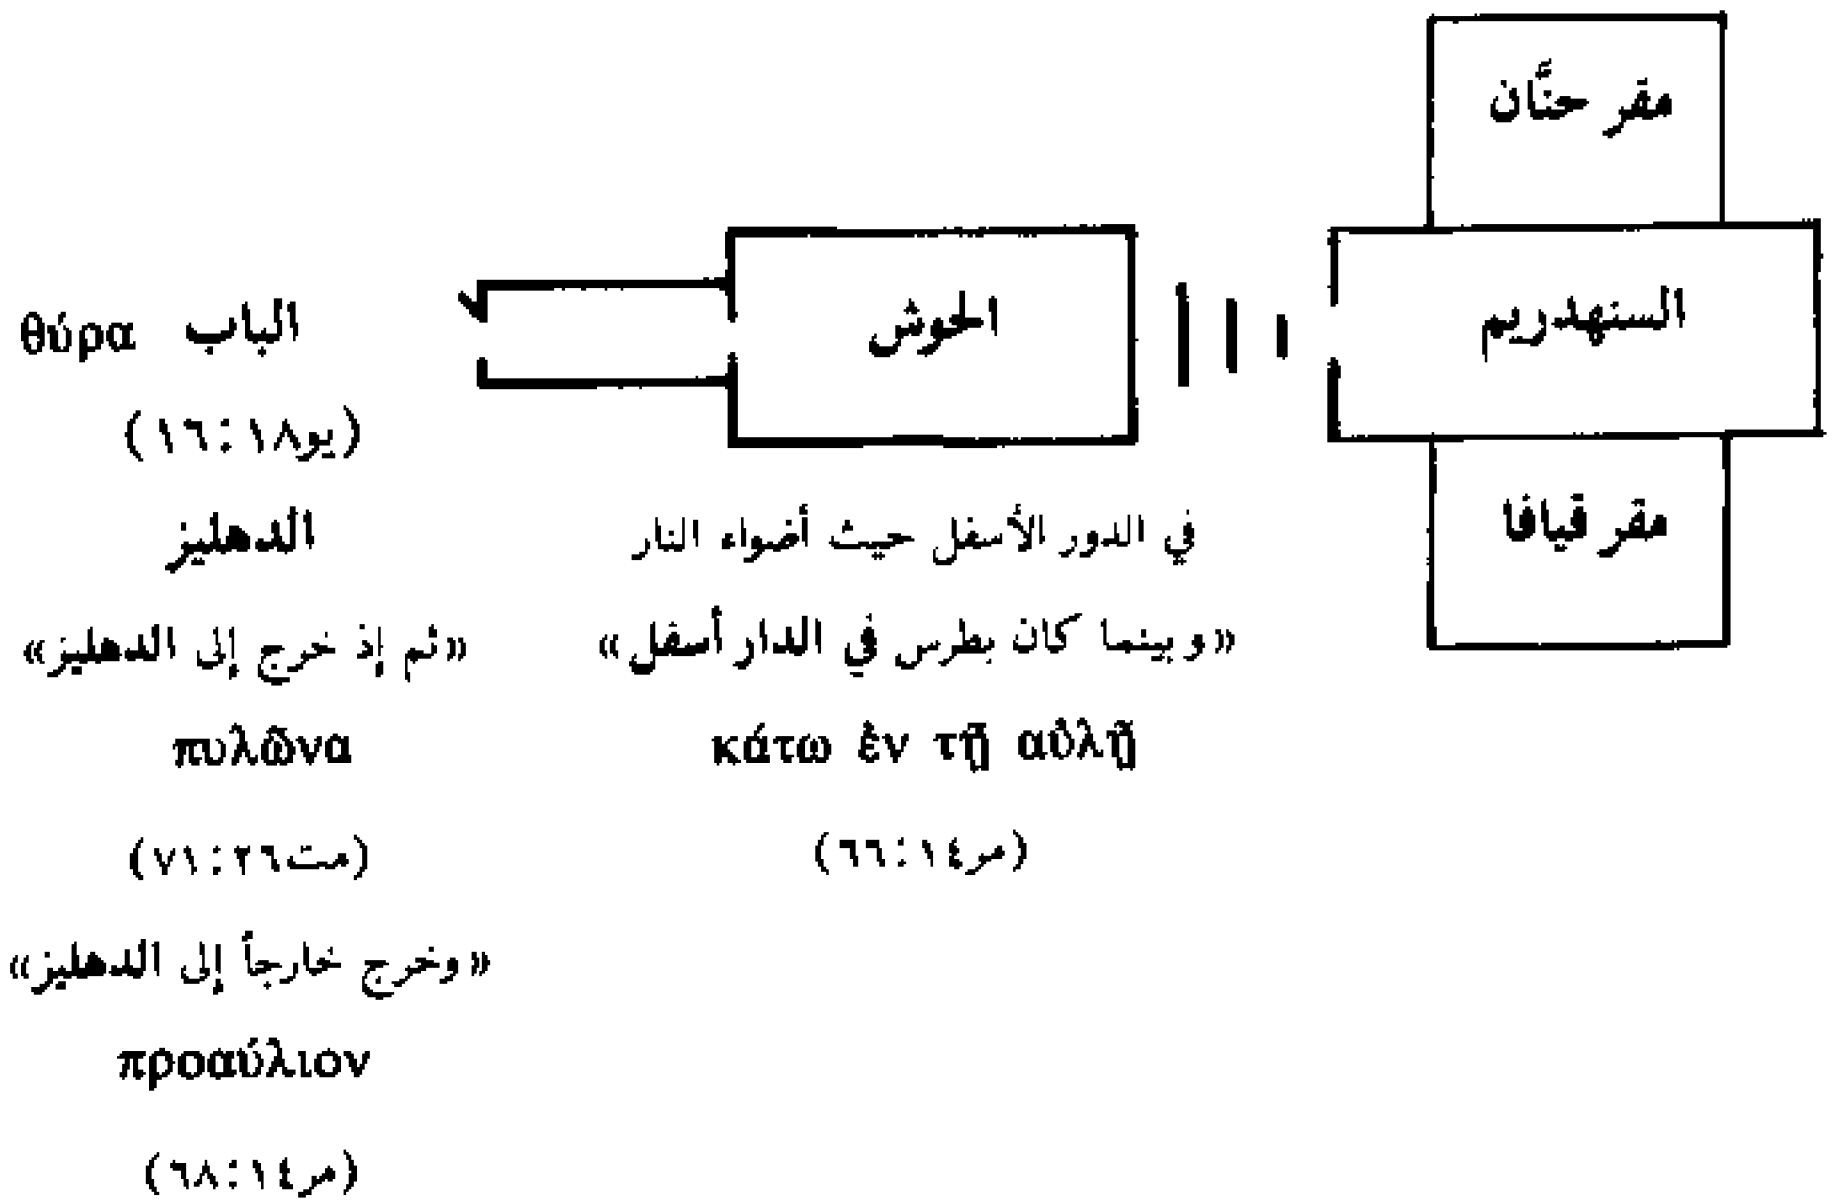 مقر حنَّان
السنهدريم
مقر قيافا
الحوش
في الدور الأسفل حيث أضواء النار
«وبينما كان بطرس في الدار أسفل»
κάτω ἐν τῇ αὐλῇ
(مر١٤:٦٦)
الباب θύρα
(يو١٨:١٦)
الدهليز
«ثم إذ خرج إلى الدهليز»
πυλῶνα
(مت٢٦:٧١)
«وخرج خارجاً إلى الدهليز»
προαύλιον
(مر١٤:٦٨)